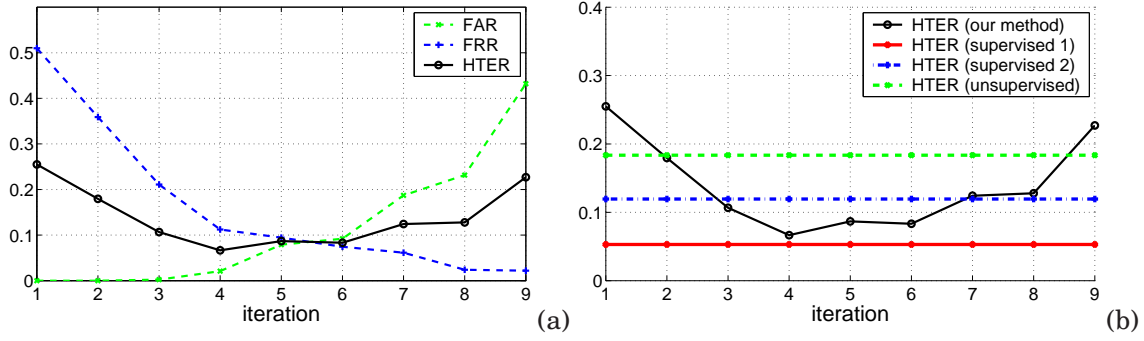 0.5
0.4
0.3
0.2
0.1
0
1 2 3 4 5 6 7 8 9
iteration
FAR
FRR
HTER
(a)
0.4
0.3
0.2
0.1
0
1 2 3 4 5 6 7 8 9
iteration
HTER (our method)
HTER (supervised 1)
HTER (supervised 2)
HTER (unsupervised)
(b)